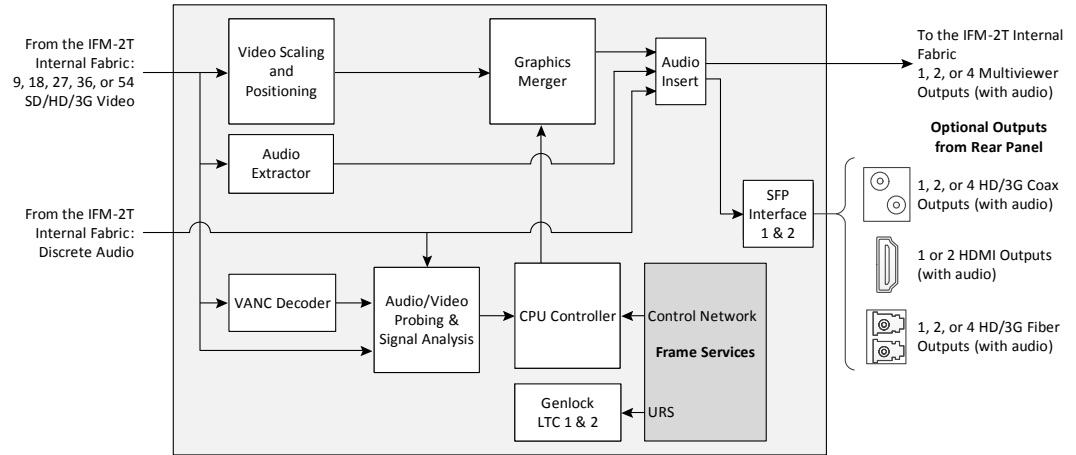 From the IFM-2T
Internal Fabric:
9, 18, 27, 36, or 54
SD/HD/3G Video
Video Scaling
and
Positioning
Graphics
Merger
Audio
Insert
To the IFM-2T Internal
Fabric
1, 2, or 4 Multiviewer
Outputs (with audio)
Optional Outputs
from Rear Panel
Audio
Extractor
SFP
Interface
1 & 2
1, 2, or 4 HD/3G Coax
Outputs (with audio)
From the IFM-2T
Internal Fabric:
Discrete Audio
1 or 2 HDMI Outputs
(with audio)
VANC Decoder
Audio/Video
Probing &
Signal Analysis
CPU Controller
Control Network
Frame Services
1, 2, or 4 HD/3G Fiber
Outputs (with audio)
Genlock
LTC 1 & 2
URS